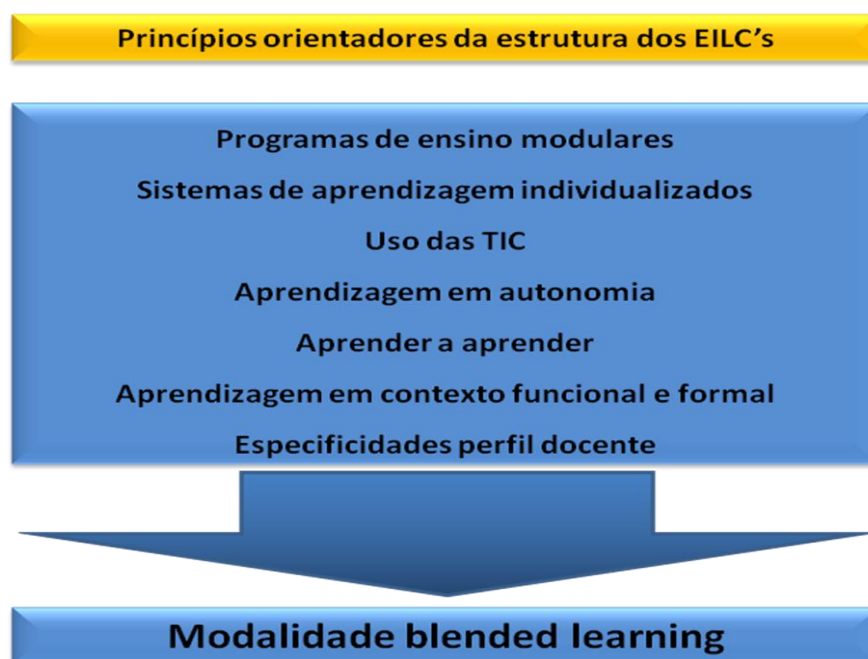 Princípios orientadores da estrutura dos EILC's
Programas de ensino modulares
Sistemas de aprendizagem individualizados
Uso das TIC
Aprendizagem em autonomia
Aprender a aprender
Aprendizagem em contexto funcional e formal
Especificidades perfil docente
Modalidade blended learning